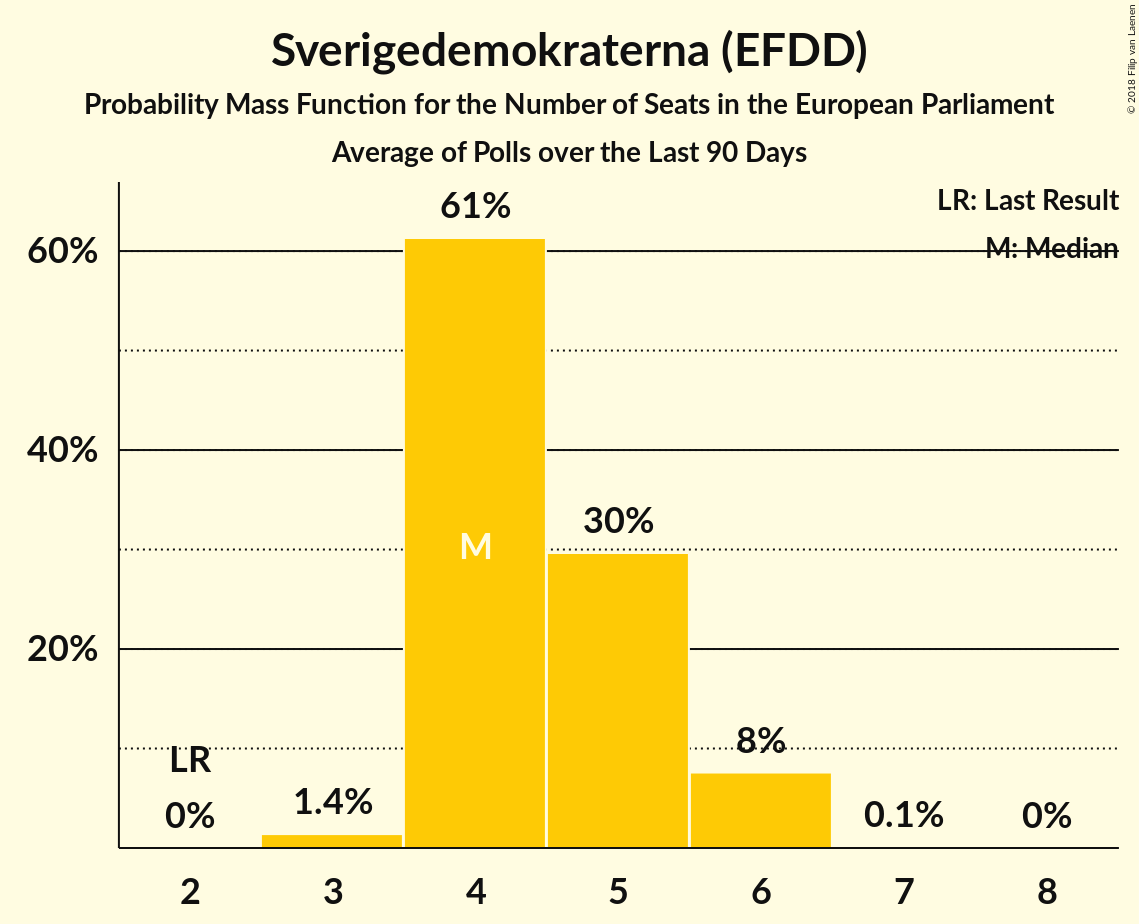 Sverigedemokraterna (EFDD)
Probability Mass Function for the Number of Seats in the European Parliament
Average of Polls over the Last 90 Days
© 2018 Filip van Laenen
LR: Last Result
M: Median
60%
40%
20%
61%
M
30%
8%
LR
0%
1.4%
0.1%
0%
2 3 4 5 6 7 8